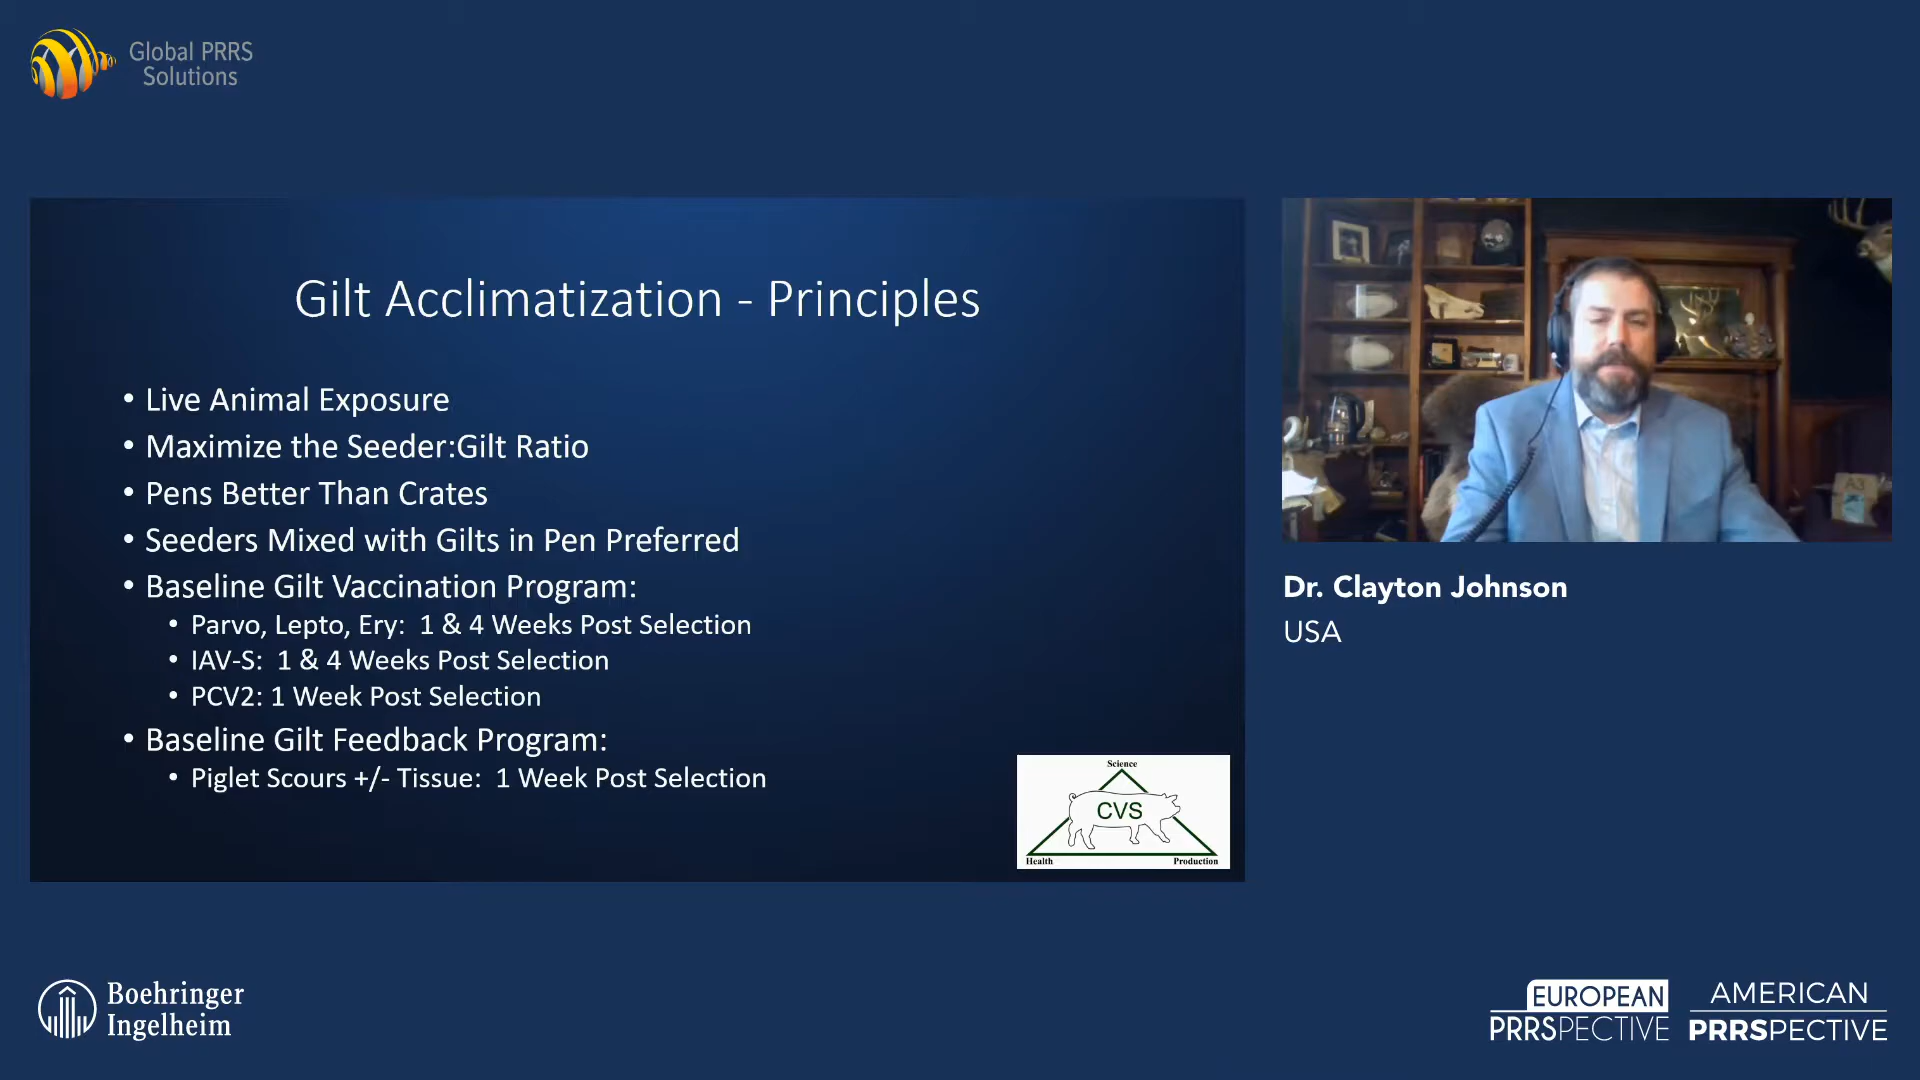 Global PRRS
Solutions
Gilt Acclimatization - Principles
• Live Animal Exposure
• Maximize the Seeder:Gilt Ratio
• Pens Better Than Crates
• Seeders Mixed with Gilts in Pen Preferred
• Baseline Gilt Vaccination Program:
• Parvo, Lepto, Ery: 1 & 4 Weeks Post Selection
• IAV-S: 1 & 4 Weeks Post Selection
• PCV2: 1 Week Post Selection
• Baseline Gilt Feedback Program:
• Piglet Scours +/- Tissue: 1 Week Post Selection
Science
CVS
Health Production
Dr. Clayton Johnson
USA
Boehringer
Ingelheim
EUROPEAN
PRRSPECTIVE
AMERICAN
PRRSPECTIVE